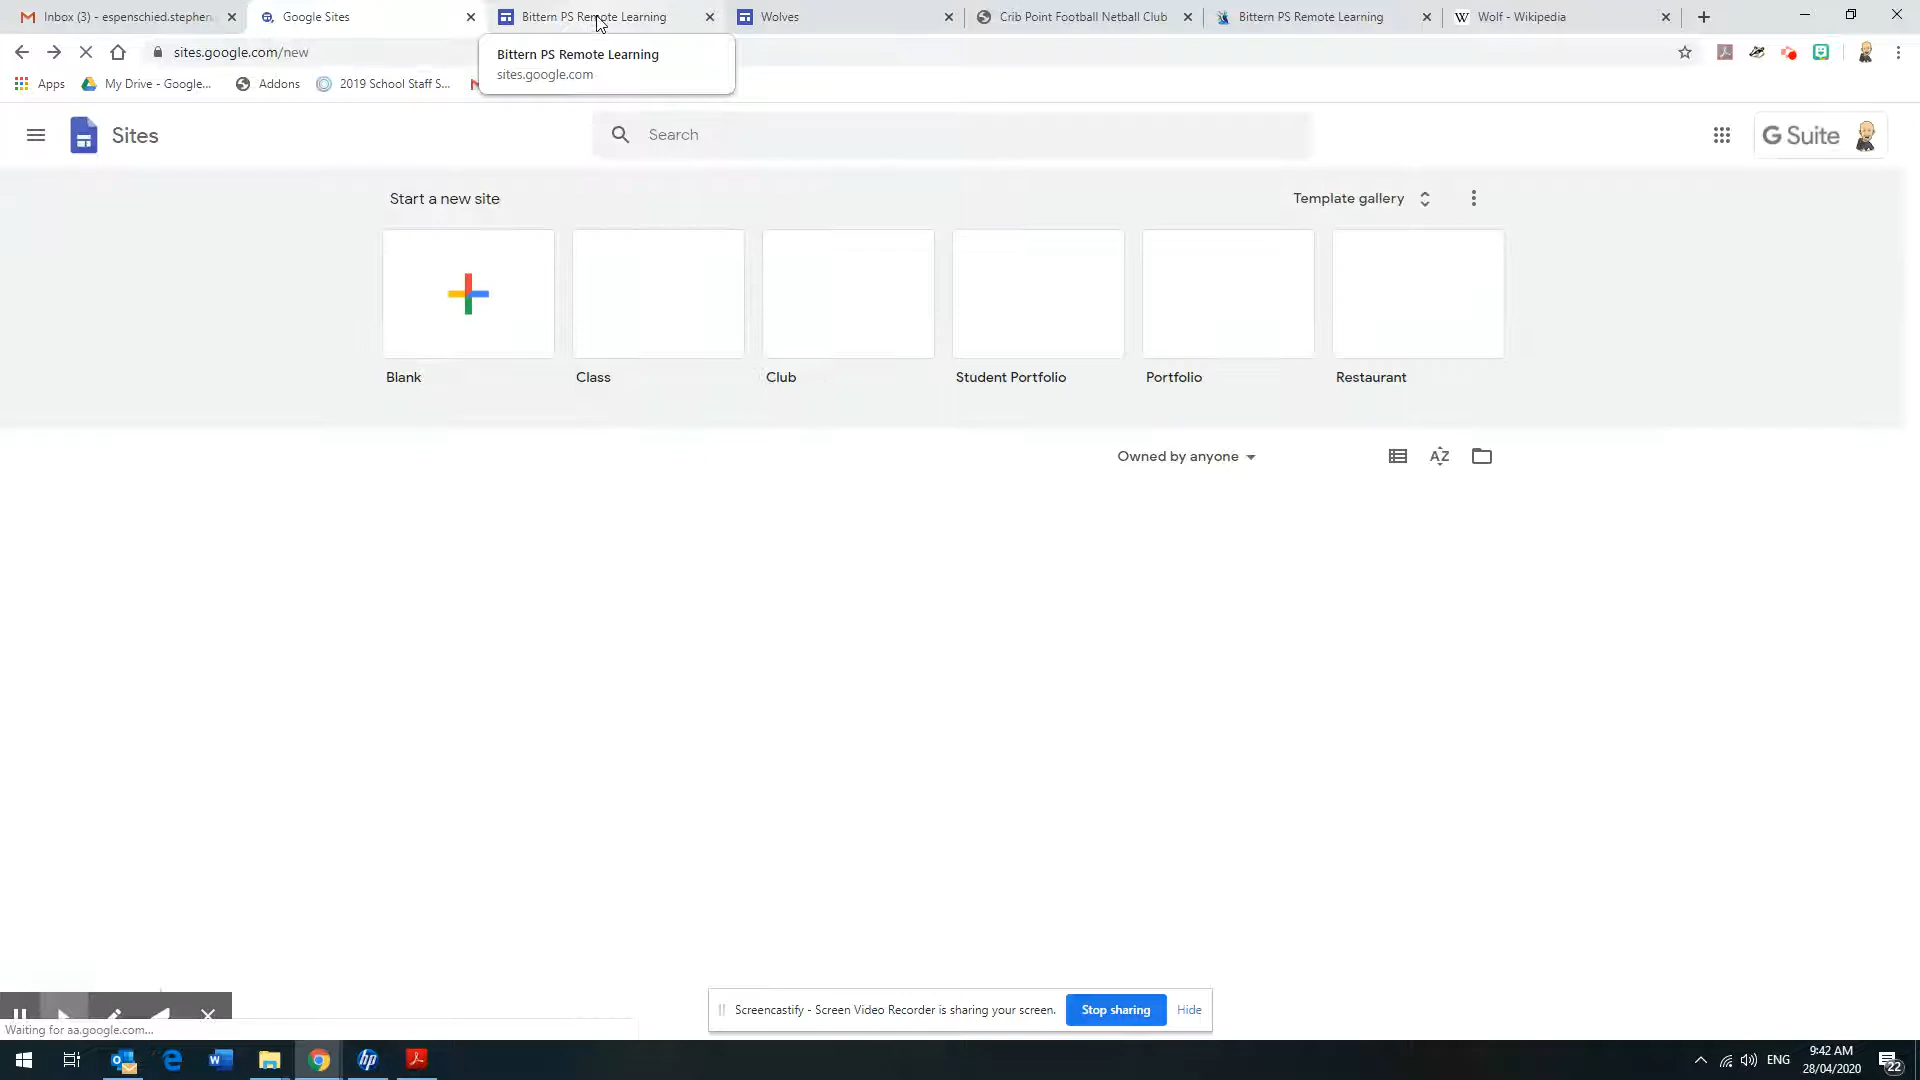 Inbox (3) - espenschied.stephen
Google Sites
Bittern PS Remote Learning
Wolves
Crib Point Football Netball Club
Bittern PS Remote Learning
W Wolf - Wikipedia
sites.google.com/new
Bittern PS Remote Learning
sites.google.com
Apps
My Drive - Google...
Addons
2019 School Staff S...
Sites
Search
G Suite
Start a new site
Template gallery
Blank
Class
Club
Student Portfolio
Portfolio
Restaurant
Owned by anyone
AZ
Screencastify - Screen Video Recorder is sharing your screen.
Stop sharing
Hide
Waiting for aa.google.com...
ENG
9:42 AM
28/04/2020
22